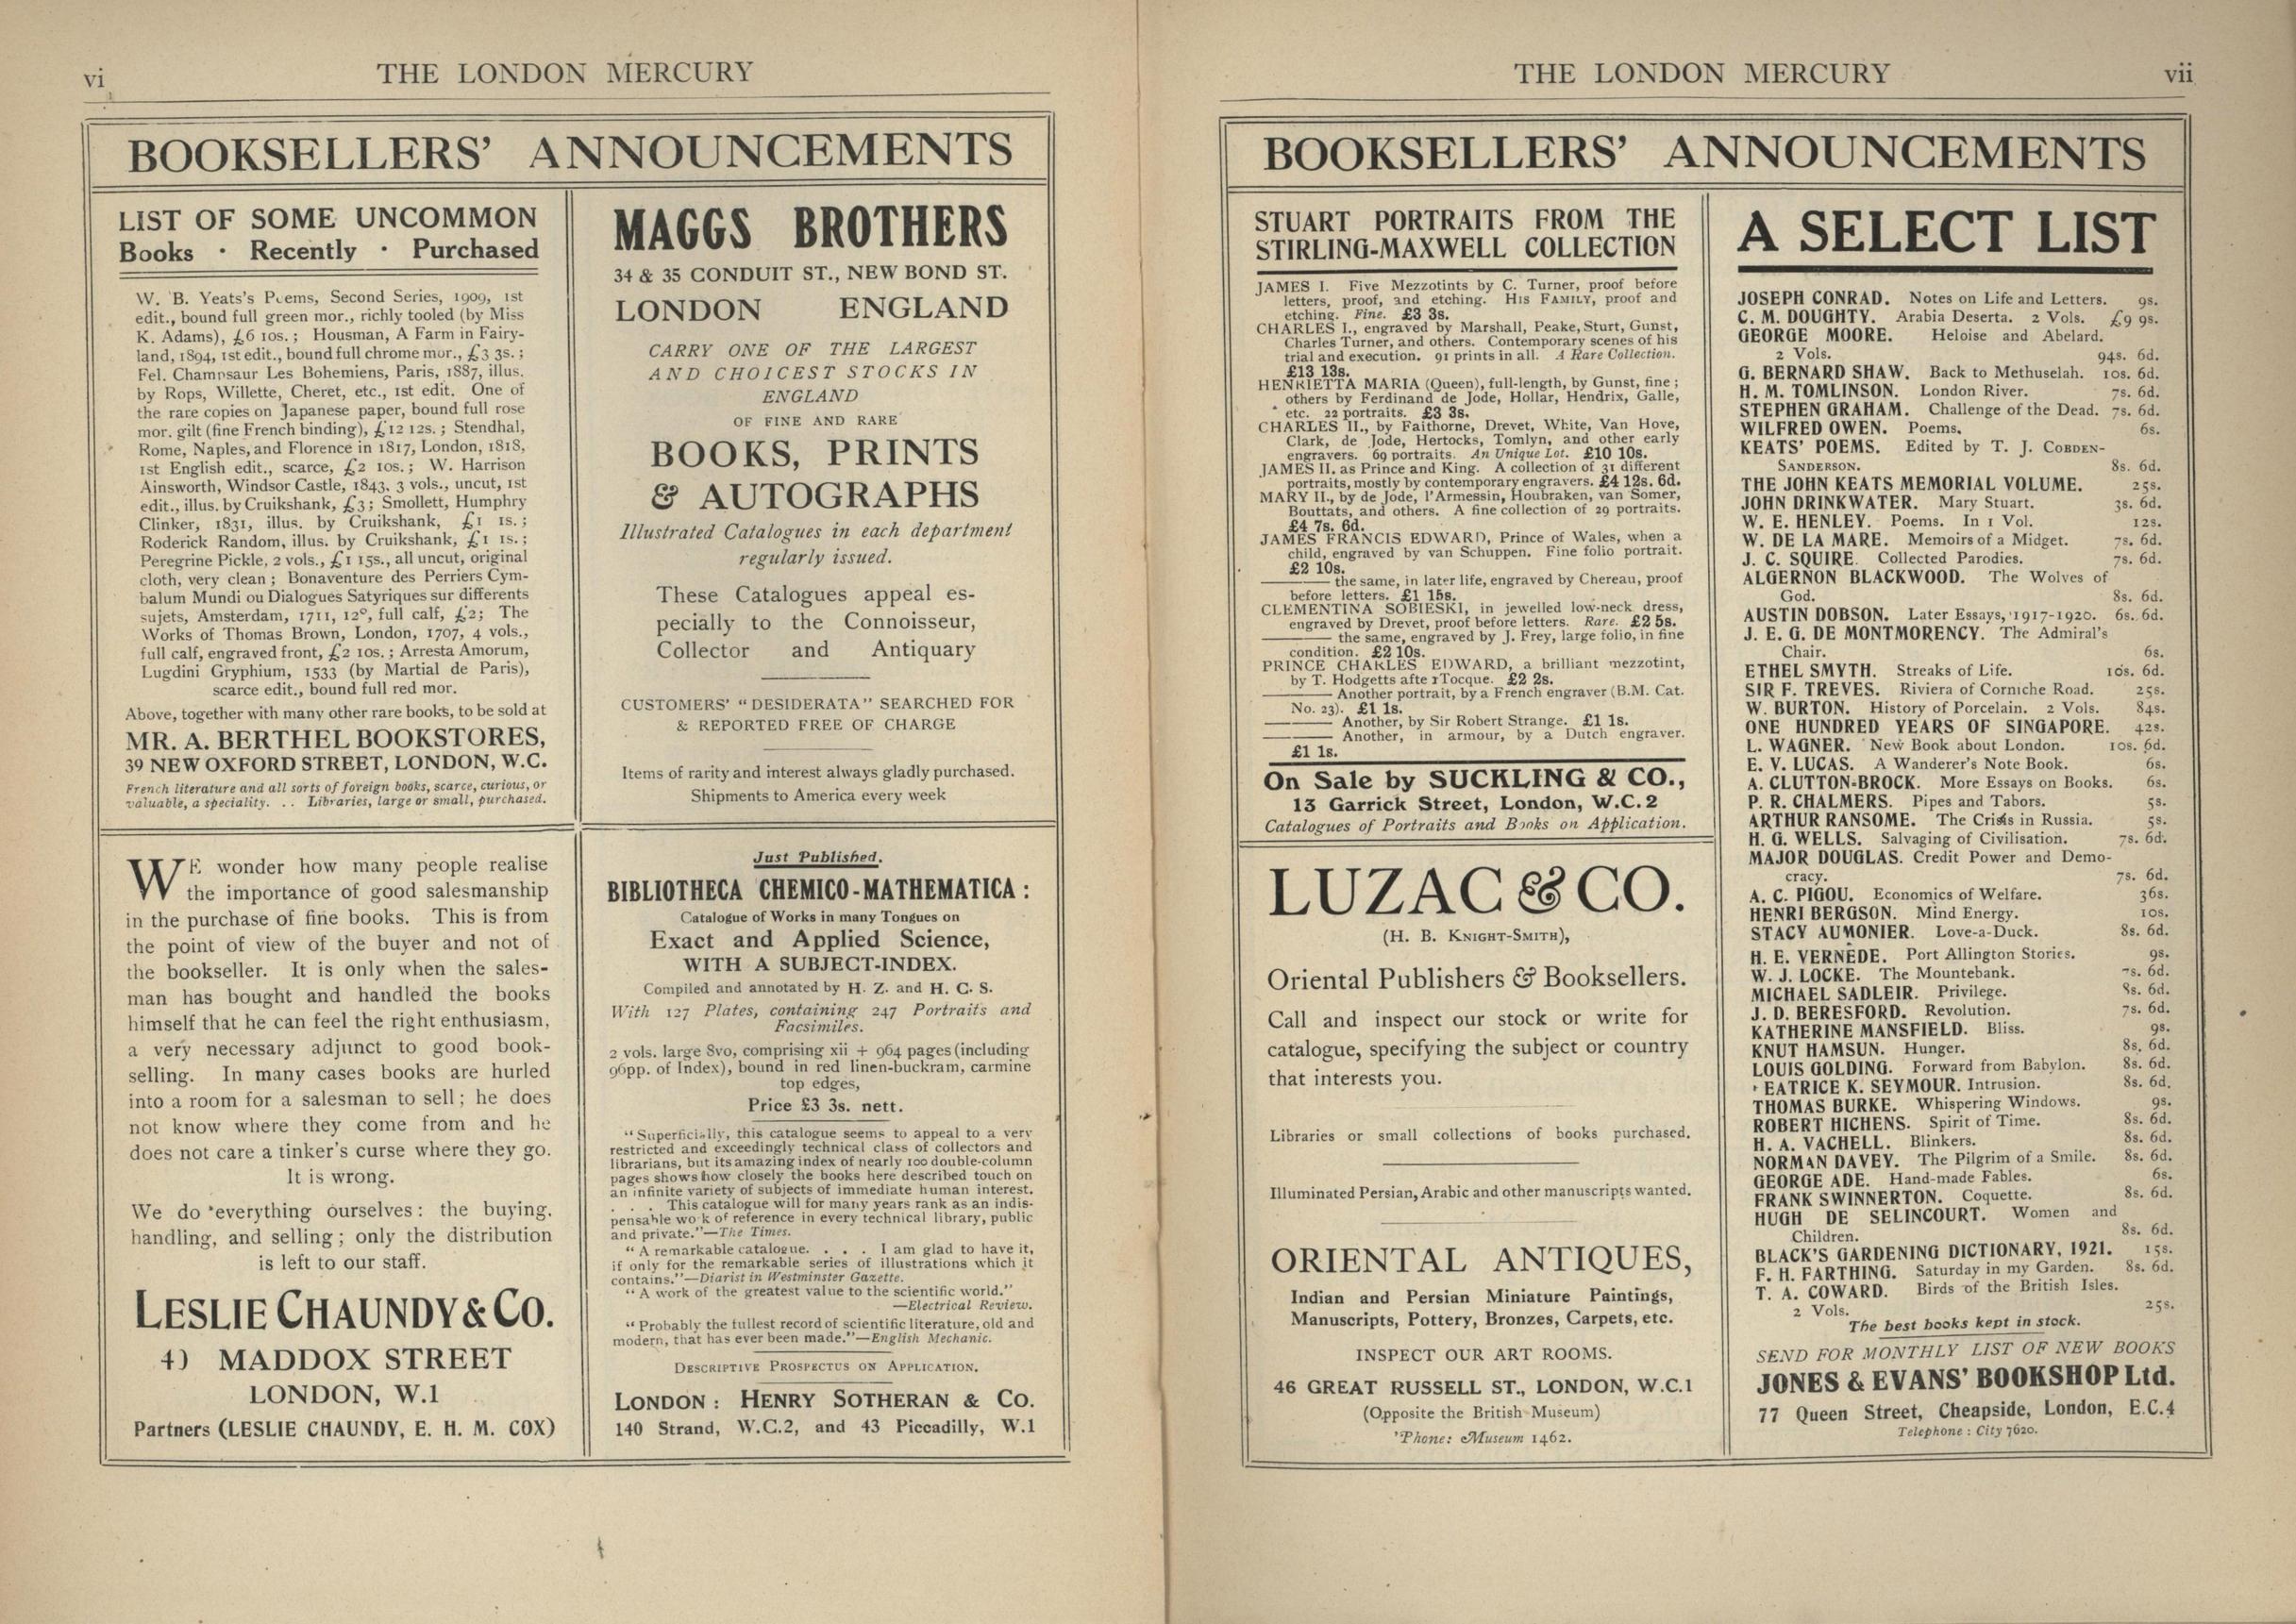 vi
THE LONDON MERCURY
BOOKSELLERS' ANNOUNCEMENTS
LIST OF SOME UNCOMMON
Books · Recently · Purchased
W. B. Yeats's Poems, Second Series, 1909, 1st
edit., bound full green mor., richly tooled (by Miss
K. Adams), £6 10s.; Housman, A Farm in Fairy-
land, 1894, 1st edit., bound full chrome mor., £3 3s.;
Fel. Champsaur Les Bohemiens, Paris, 1887, illus.
by Rops, Willette, Cheret, etc., 1st edit. One of
the rare copies on Japanese paper, bound full rose
mor. gilt (fine French binding), £12 12s.; Stendhal,
Rome, Naples, and Florence in 1817, London, 1818,
1st English edit., scarce, £2 10s.; W. Harrison
Ainsworth, Windsor Castle, 1843, 3 vols., uncut, 1st
edit., illus. by Cruikshank, £3; Smollett, Humphry
Clinker, 1831, illus. by Cruikshank, £1 1s.;
Roderick Random, illus. by Cruikshank, £1 1s.;
Peregrine Pickle, 2 vols., £1 15s., all uncut, original
cloth, very clean; Bonaventure des Perriers Cym-
balum Mundi ou Dialogues Satyriques sur differents
sujets, Amsterdam, 1711, 12°, full calf, £2; The
Works of Thomas Brown, London, 1707, 4 vols.,
full calf, engraved front, £2 10s.; Arresta Amorum,
Lugdini Gryphium, 1533 (by Martial de Paris),
scarce edit., bound full red mor.
Above, together with many other rare books, to be sold at
MR. A. BERTHEL BOOKSTORES,
39 NEW OXFORD STREET, LONDON, W.C.
French literature and all sorts of foreign books, scarce, curious, or
valuable, a speciality. . . Libraries, large or small, purchased.
MAGGS BROTHERS
34 & 35 CONDUIT ST., NEW BOND ST.
LONDON ENGLAND
CARRY ONE OF THE LARGEST
AND CHOICEST STOCKS IN
ENGLAND
OF FINE AND RARE
BOOKS, PRINTS
& AUTOGRAPHS
Illustrated Catalogues in each department
regularly issued.
These Catalogues appeal es-
pecially to the Connoisseur,
Collector and Antiquary
CUSTOMERS' "DESIDERATA" SEARCHED FOR
& REPORTED FREE OF CHARGE
Items of rarity and interest always gladly purchased.
Shipments to America every week
WE wonder how many people realise
the importance of good salesmanship
in the purchase of fine books. This is from
the point of view of the buyer and not of
the bookseller. It is only when the sales-
man has bought and handled the books
himself that he can feel the right enthusiasm,
a very necessary adjunct to good book-
selling. In many cases books are hurled
into a room for a salesman to sell; he does
not know where they come from and he
does not care a tinker's curse where they go.
It is wrong.
We do everything ourselves: the buying,
handling, and selling; only the distribution
is left to our staff.
LESLIE CHAUNDY & CO.
40 MADDOX STREET
LONDON, W.1
Partners (LESLIE CHAUNDY, E. H. M. COX)
Just Published.
BIBLIOTHECA CHEMICO-MATHEMATICA:
Catalogue of Works in many Tongues on
Exact and Applied Science,
WITH A SUBJECT-INDEX.
Compiled and annotated by H. Z. and H. C. S.
With 127 Plates, containing 247 Portraits and
Facsimiles.
2 vols. large 8vo, comprising xii + 964 pages (including
96pp. of Index), bound in red linen-buckram, carmine
top edges,
Price £3 3s. nett.
"Superficially, this catalogue seems to appeal to a very
restricted and exceedingly technical class of collectors and
librarians, but its amazing index of nearly 100 double-column
pages shows how closely the books here described touch on
an infinite variety of subjects of immediate human interest.
. . . This catalogue will for many years rank as an indis-
pensable work of reference in every technical library, public
and private."—The Times.
"A remarkable catalogue. . . . I am glad to have it,
if only for the remarkable series of illustrations which it
contains."—Diarist in Westminster Gazette.
"A work of the greatest value to the scientific world."
—Electrical Review.
"Probably the fullest record of scientific literature, old and
modern, that has ever been made."—English Mechanic.
DESCRIPTIVE PROSPECTUS ON APPLICATION.
LONDON: HENRY SOTHERAN & CO.
140 Strand, W.C.2, and 43 Piccadilly, W.1
THE LONDON MERCURY
vii
BOOKSELLERS' ANNOUNCEMENTS
STUART PORTRAITS FROM THE
STIRLING-MAXWELL COLLECTION
JAMES I. Five Mezzotints by C. Turner, proof before
letters, proof, and etching. HIS FAMILY, proof and
etching. Fine. £3 3s.
CHARLES I., engraved by Marshall, Peake, Sturt, Gunst,
Charles Turner, and others. Contemporary scenes of his
trial and execution. 91 prints in all. A Rare Collection.
£13 13s.
HENRIETTA MARIA (Queen), full-length, by Gunst, fine;
others by Ferdinand de Jode, Hollar, Hendrix, Galle,
etc. 22 portraits. £3 3s.
CHARLES II., by Faithorne, Drevet, White, Van Hove,
Clark, de Jode, Hertocks, Tomlyn, and other early
engravers. 69 portraits. An Unique Lot. £10 10s.
JAMES II. as Prince and King. A collection of 31 different
portraits, mostly by contemporary engravers. £4 12s. 6d.
MARY II., by de Jode, l'Armessin, Houbraken, van Somer,
Bouttats, and others. A fine collection of 29 portraits.
£4 7s. 6d.
JAMES FRANCIS EDWARD, Prince of Wales, when a
child, engraved by van Schuppen. Fine folio portrait.
£2 10s.
——— the same, in later life, engraved by Chereau, proof
before letters. £1 15s.
CLEMENTINA SOBIESKI, in jewelled low-neck dress,
engraved by Drevet, proof before letters. Rare. £2 5s.
——— the same, engraved by J. Frey, large folio, in fine
condition. £2 10s.
PRINCE CHARLES EDWARD, a brilliant mezzotint,
by T. Hodgetts afte r Tocque. £2 2s.
——— Another portrait, by a French engraver (B.M. Cat.
No. 23). £1 1s.
——— Another, by Sir Robert Strange. £1 1s.
——— Another, in armour, by a Dutch engraver.
£1 1s.
On Sale by SUCKLING & CO.,
13 Garrick Street, London, W.C.2
Catalogues of Portraits and Books on Application.
LUZAC & CO.
(H. B. KNIGHT-SMITH),
Oriental Publishers & Booksellers.
Call and inspect our stock or write for
catalogue, specifying the subject or country
that interests you.
Libraries or small collections of books purchased.
Illuminated Persian, Arabic and other manuscripts wanted.
ORIENTAL ANTIQUES,
Indian and Persian Miniature Paintings,
Manuscripts, Pottery, Bronzes, Carpets, etc.
INSPECT OUR ART ROOMS.
46 GREAT RUSSELL ST., LONDON, W.C.1
(Opposite the British Museum)
'Phone: Museum 1462.
A SELECT LIST
JOSEPH CONRAD. Notes on Life and Letters. 9s.
C. M. DOUGHTY. Arabia Deserta. 2 Vols. £9 9s.
GEORGE MOORE. Heloise and Abelard.
2 Vols. 94s. 6d.
G. BERNARD SHAW. Back to Methuselah. 10s. 6d.
H. M. TOMLINSON. London River. 7s. 6d.
STEPHEN GRAHAM. Challenge of the Dead. 7s. 6d.
WILFRED OWEN. Poems. 6s.
KEATS' POEMS. Edited by T. J. COBDEN-
SANDERSON. 8s. 6d.
THE JOHN KEATS MEMORIAL VOLUME. 25s.
JOHN DRINKWATER. Mary Stuart. 3s. 6d.
W. E. HENLEY. Poems. In 1 Vol. 12s.
W. DE LA MARE. Memoirs of a Midget. 7s. 6d.
J. C. SQUIRE. Collected Parodies. 7s. 6d.
ALGERNON BLACKWOOD. The Wolves of
God. 8s. 6d.
AUSTIN DOBSON. Later Essays, 1917-1920. 6s. 6d.
J. E. G. DE MONTMORENCY. The Admiral's
Chair. 6s.
ETHEL SMYTH. Streaks of Life. 10s. 6d.
SIR F. TREVES. Riviera of Corniche Road. 25s.
W. BURTON. History of Porcelain. 2 Vols. 84s.
ONE HUNDRED YEARS OF SINGAPORE. 42s.
L. WAGNER. New Book about London. 10s. 6d.
E. V. LUCAS. A Wanderer's Note Book. 6s.
A. CLUTTON-BROCK. More Essays on Books. 6s.
P. R. CHALMERS. Pipes and Tabors. 5s.
ARTHUR RANSOME. The Crisis in Russia. 5s.
H. G. WELLS. Salvaging of Civilisation. 7s. 6d.
MAJOR DOUGLAS. Credit Power and Demo-
cracy. 7s. 6d.
A. C. PIGOU. Economics of Welfare. 36s.
HENRI BERGSON. Mind Energy. 10s.
STACY AUMONIER. Love-a-Duck. 8s. 6d.
H. E. VERNEDE. Port Allington Stories. 9s.
W. J. LOCKE. The Mountebank. 7s. 6d.
MICHAEL SADLEIR. Privilege. 8s. 6d.
J. D. BERESFORD. Revolution. 7s. 6d.
KATHERINE MANSFIELD. Bliss. 9s.
KNUT HAMSUN. Hunger. 8s. 6d.
LOUIS GOLDING. Forward from Babylon. 8s. 6d.
EATRICE K. SEYMOUR. Intrusion. 8s. 6d.
THOMAS BURKE. Whispering Windows. 9s.
ROBERT HICHENS. Spirit of Time. 8s. 6d.
H. A. VACHELL. Blinkers. 8s. 6d.
NORMAN DAVEY. The Pilgrim of a Smile. 8s. 6d.
GEORGE ADE. Hand-made Fables. 6s.
FRANK SWINNERTON. Coquette. 8s. 6d.
HUGH DE SELINCOURT. Women and
Children. 8s. 6d.
BLACK'S GARDENING DICTIONARY, 1921. 15s.
F. H. FARTHING. Saturday in my Garden. 8s. 6d.
T. A. COWARD. Birds of the British Isles.
2 Vols. 25s.
The best books kept in stock.
SEND FOR MONTHLY LIST OF NEW BOOKS
JONES & EVANS' BOOKSHOP Ltd.
77 Queen Street, Cheapside, London, E.C.4
Telephone: City 7620.